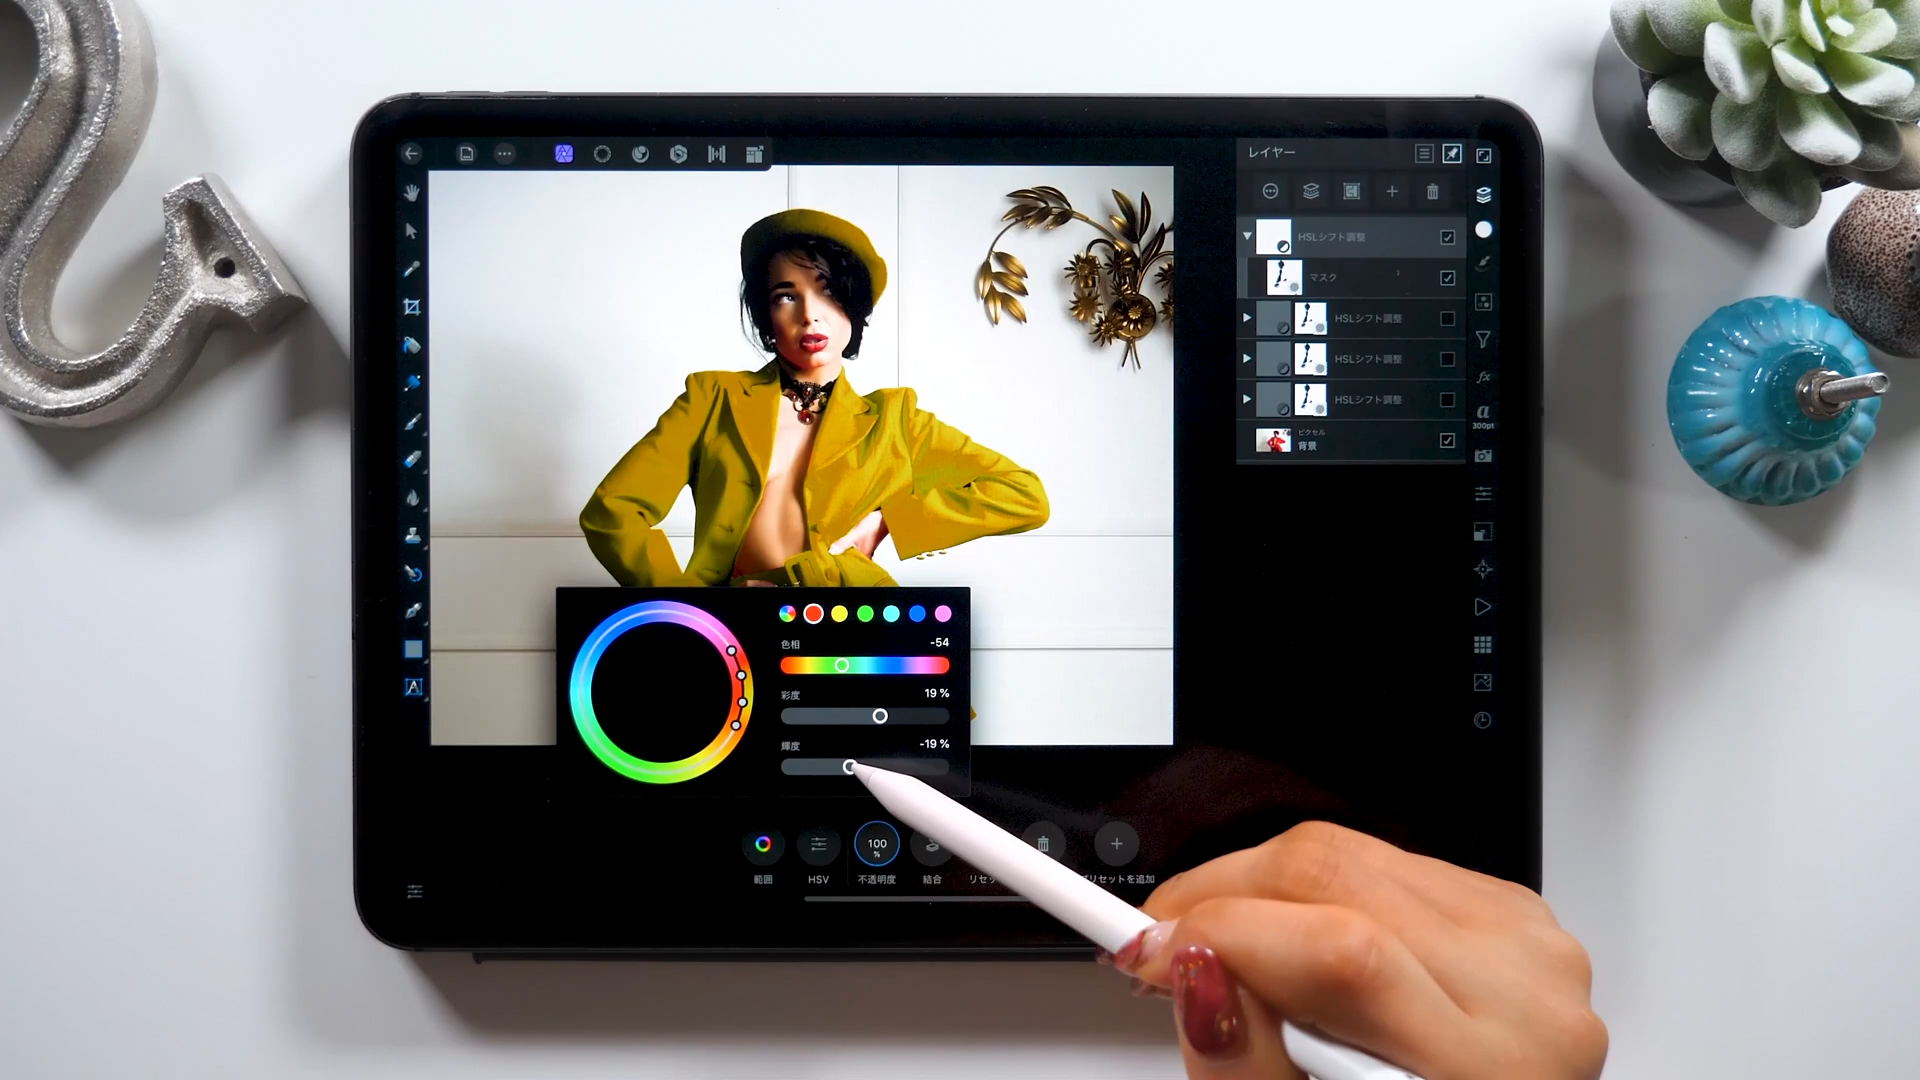 レイヤー
HSLシフト調整
マスク
HSLシフト調整
HSLシフト調整
HSLシフト調整
ピクセル
背景
fx
a
300pt
A
色相 -54
彩度 19 %
輝度 -19 %
100
%
範囲
HSV
不透明度
結合
リセッ
リセットを追加